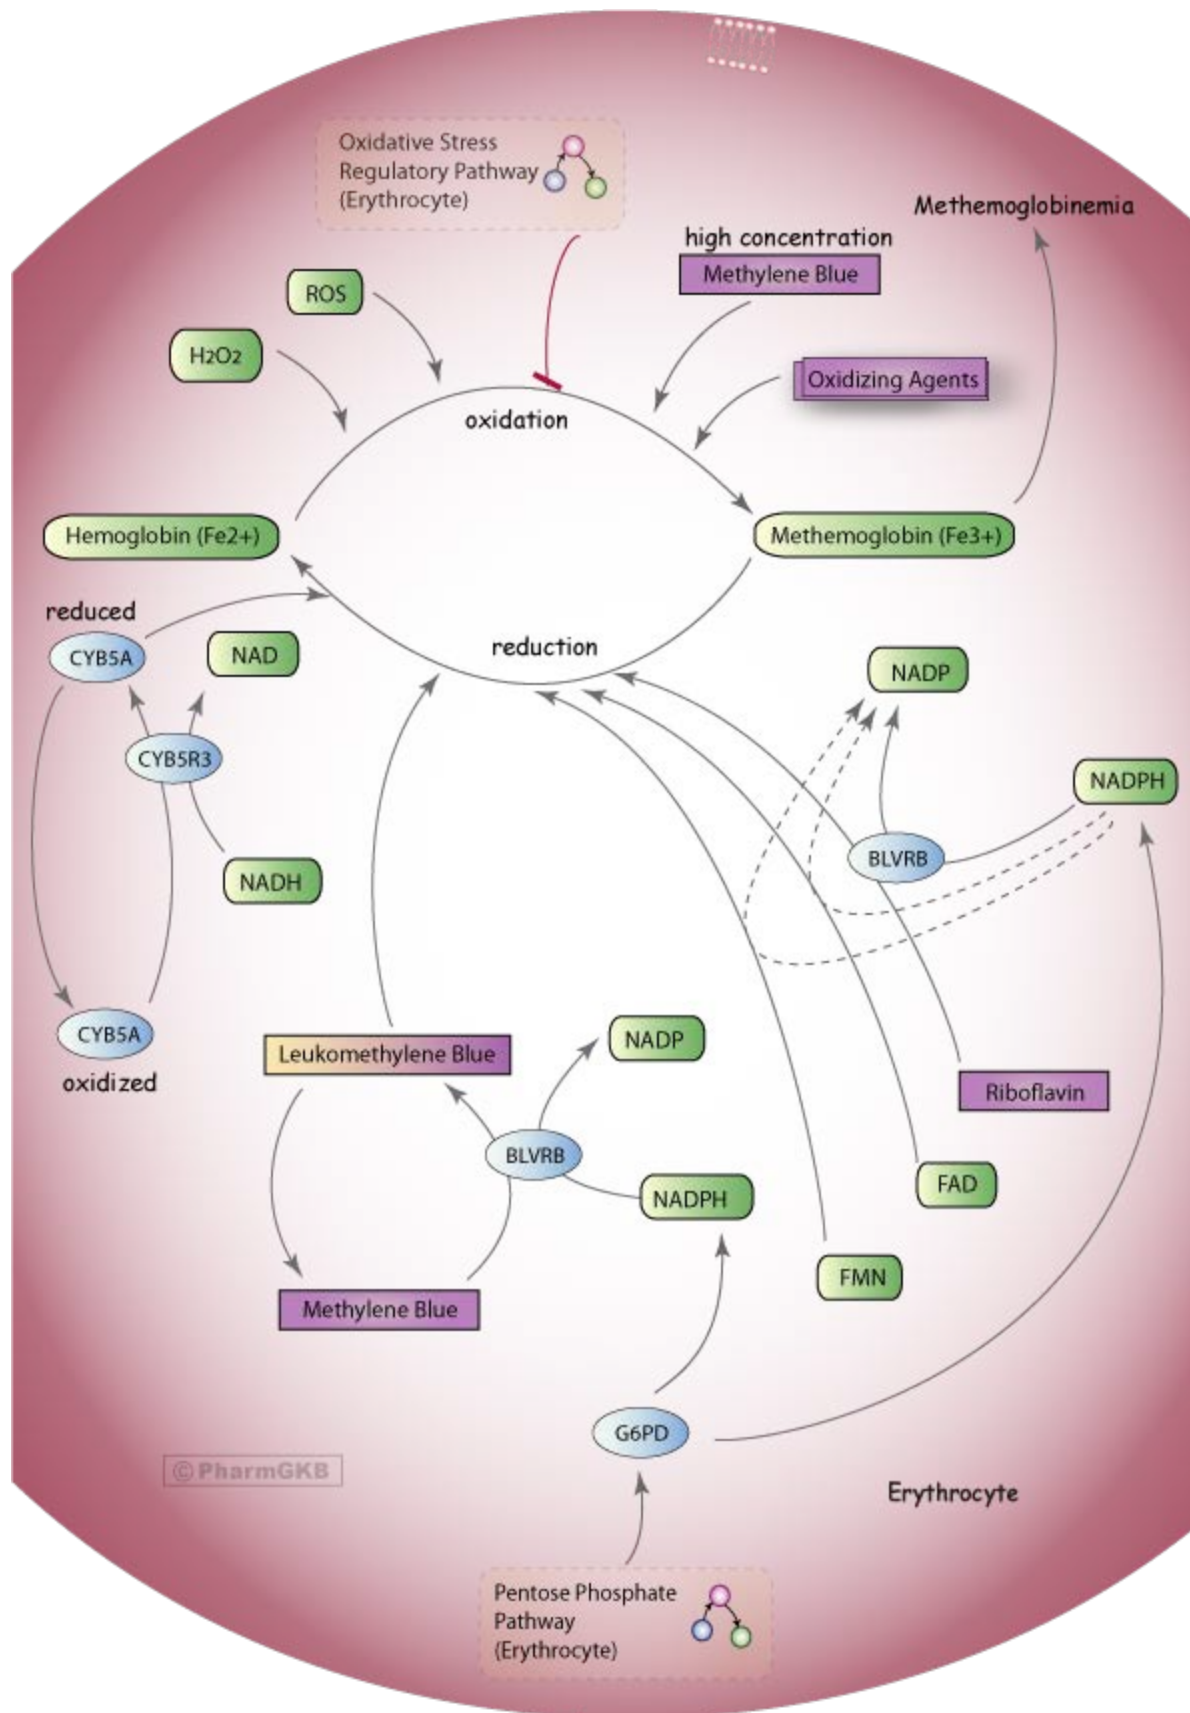 Oxidative Stress
Regulatory Pathway
(Erythrocyte)
Methemoglobinemia
high concentration
Methylene Blue
ROS
H2O2
Oxidizing Agents
oxidation
Hemoglobin (Fe2+)
Methemoglobin (Fe3+)
reduced
CYB5A
NAD
reduction
NADP
CYB5R3
NADPH
BLVRB
NADH
CYB5A
oxidized
Leukomethylene Blue
NADP
Riboflavin
BLVRB
NADPH
FAD
FMN
Methylene Blue
G6PD
© PharmGKB
Erythrocyte
Pentose Phosphate
Pathway
(Erythrocyte)